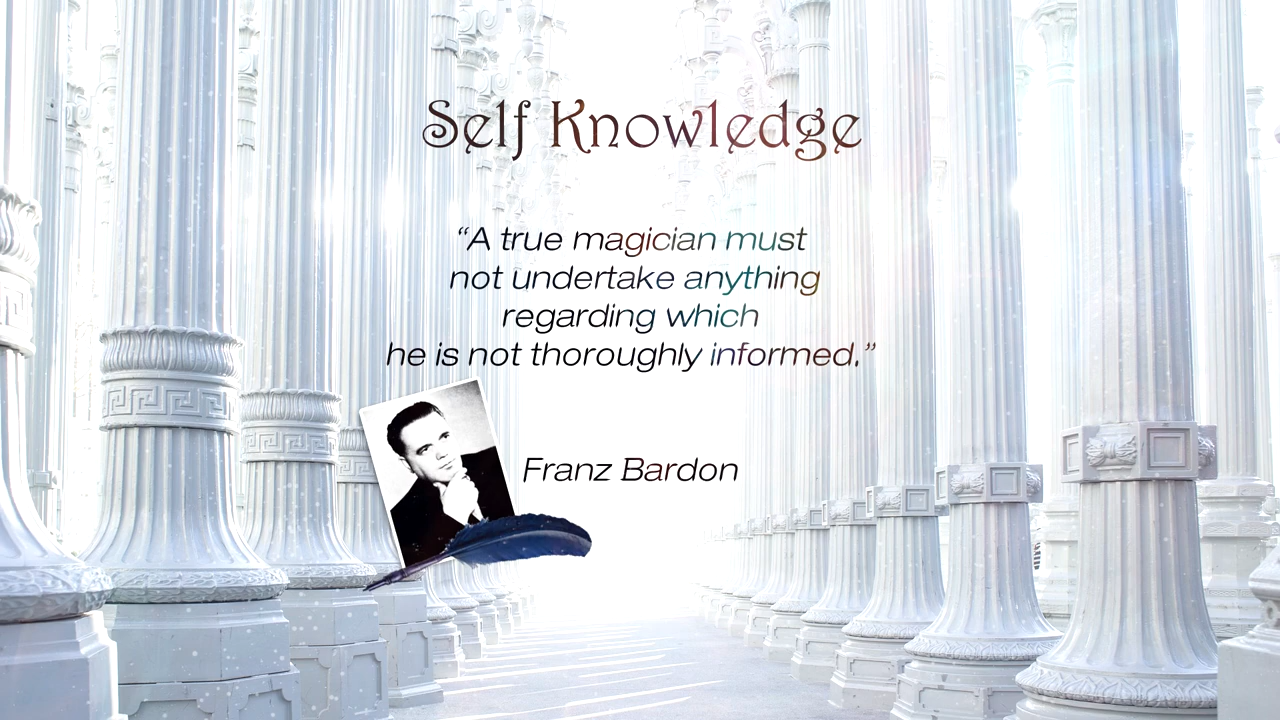 Self Knowledge
“A true magician must
not undertake anything
regarding which
he is not thoroughly informed.”
Franz Bardon